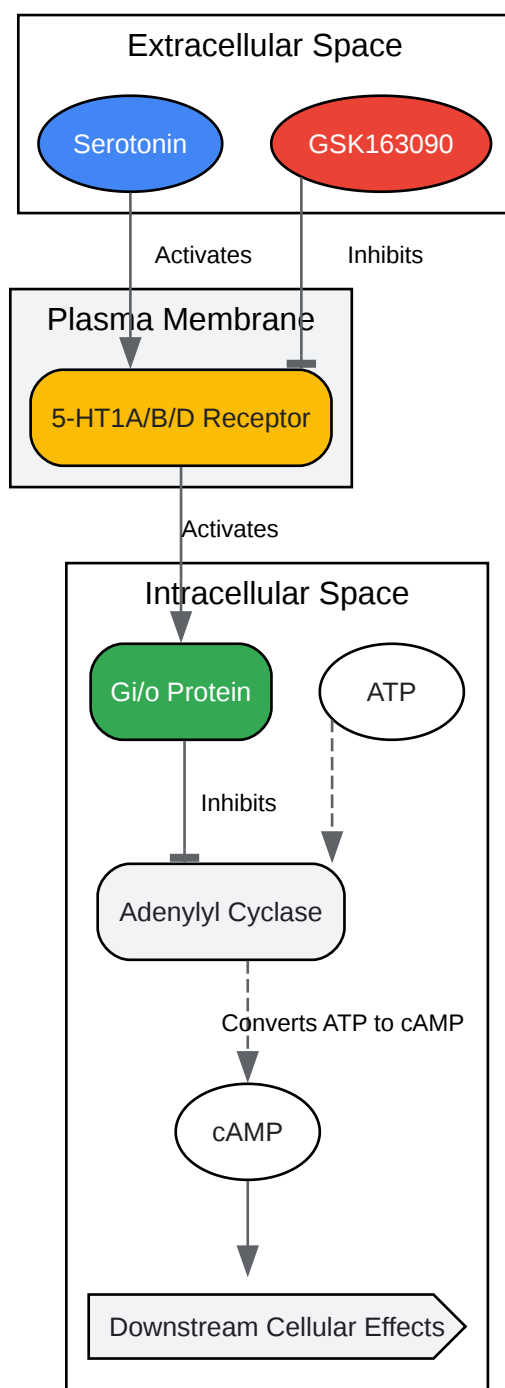 Extracellular Space
Serotonin
GSK163090
Activates
Inhibits
Plasma Membrane
5-HT1A/B/D Receptor
Activates
Intracellular Space
Gi/o Protein
ATP
Inhibits
Adenylyl Cyclase
Converts ATP to cAMP
cAMP
Downstream Cellular Effects